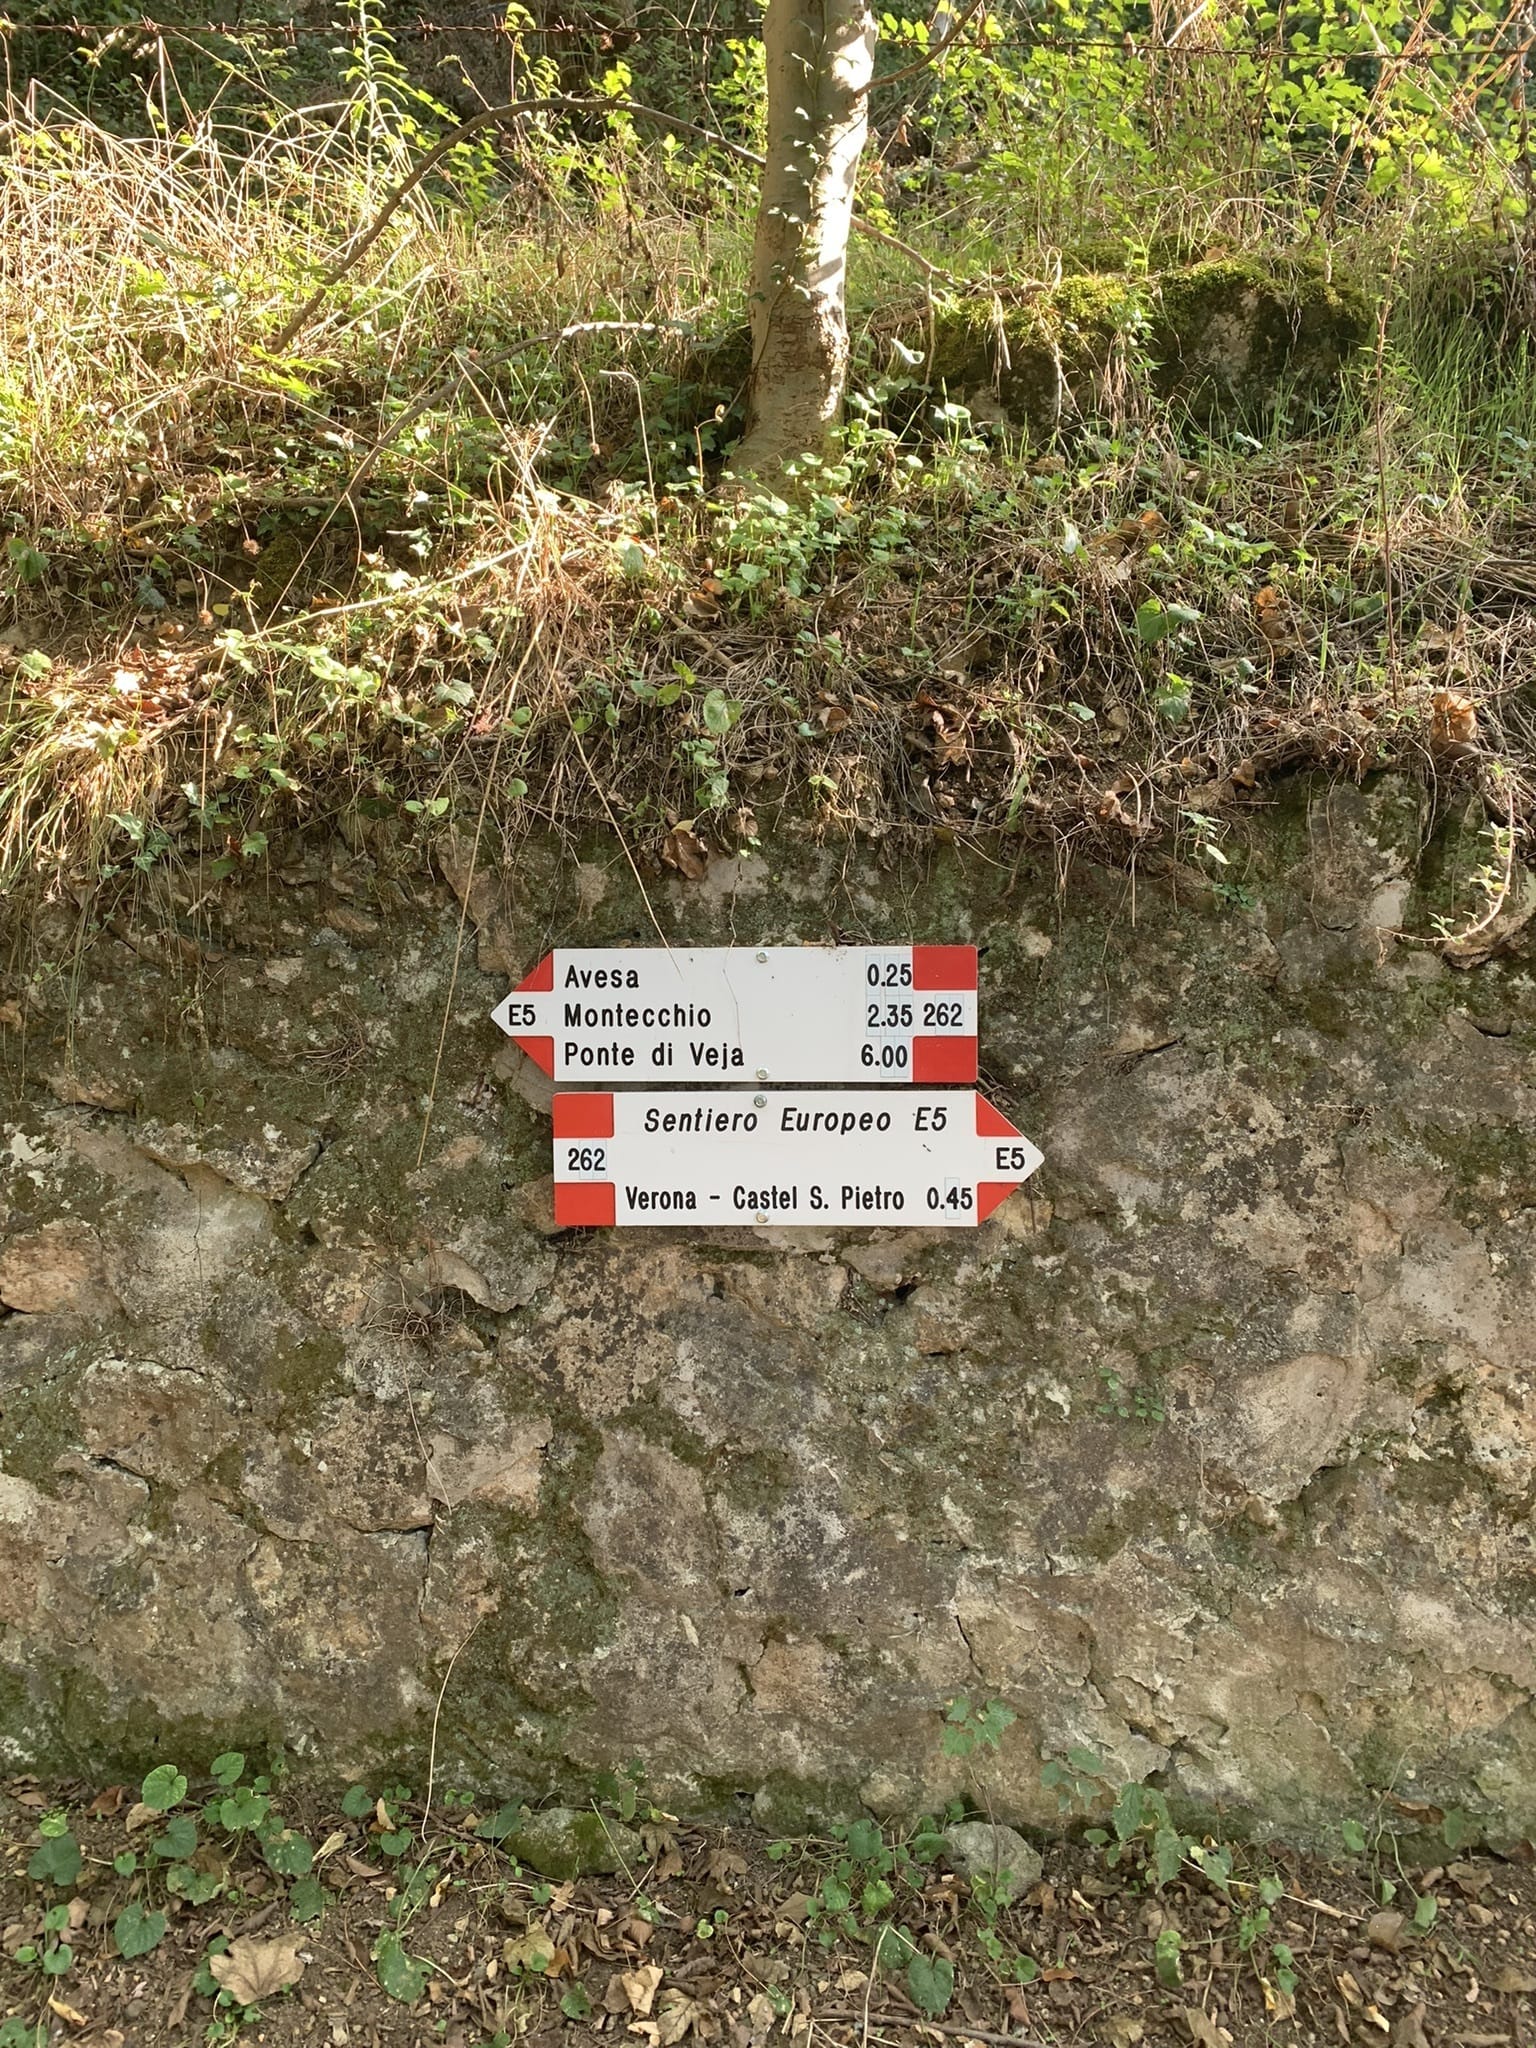 Avesa 0.25
E5 Montecchio 2.35 262
Ponte di Veja 6.00
Sentiero Europeo E5
262 E5
Verona - Castel S. Pietro 0.45